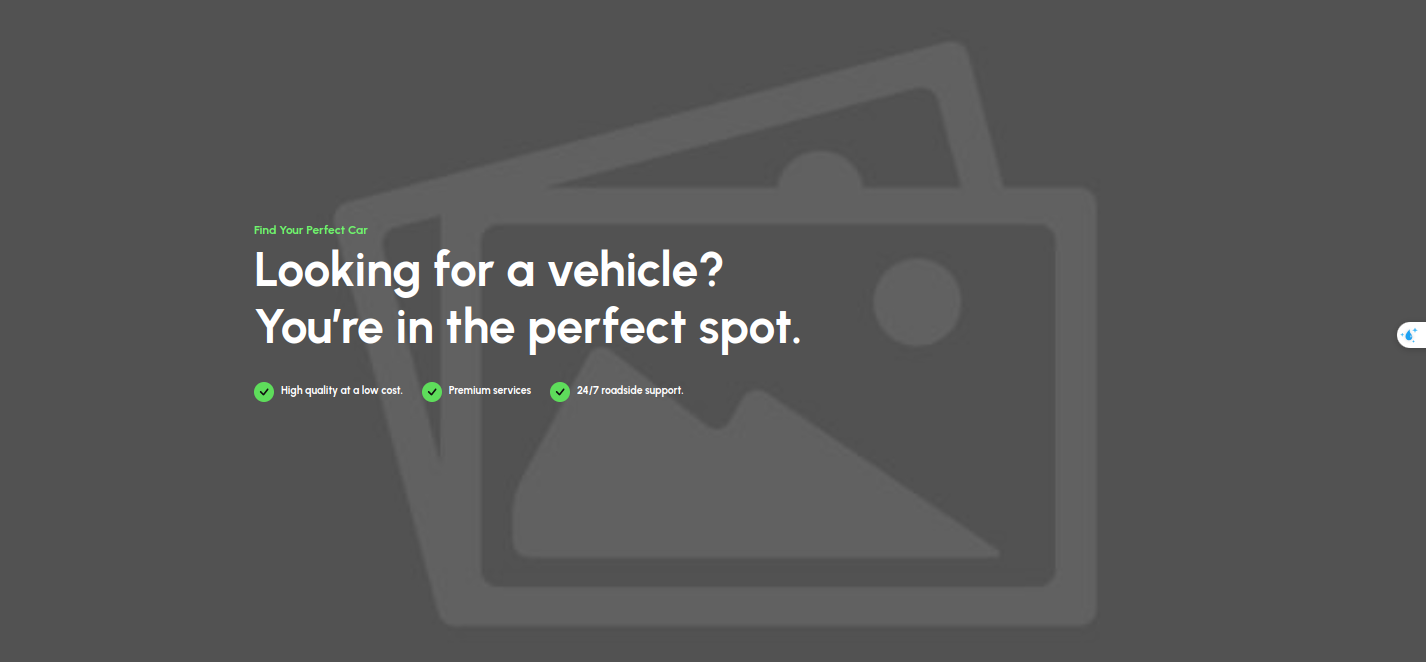 Find Your Perfect Car
Looking for a vehicle?
You’re in the perfect spot.
High quality at a low cost. Premium services 24/7 roadside support.